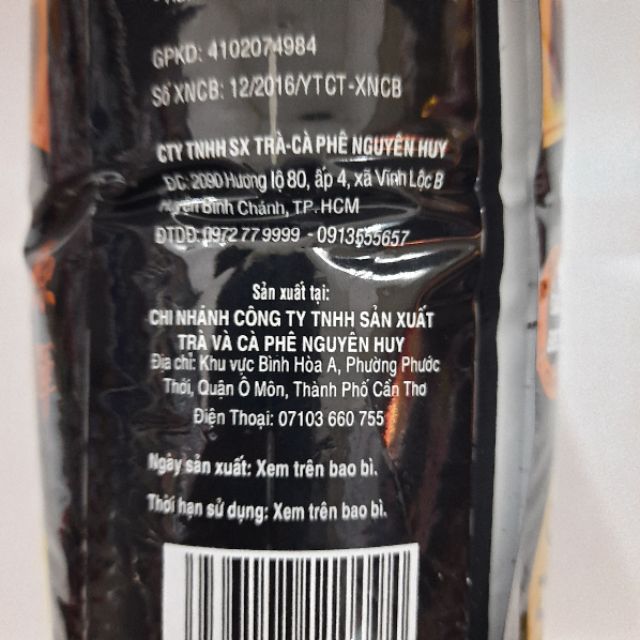 GPKD: 4102074984
Số XNCB: 12/2016/YTCT-XNCB
CTY TNHH SX TRÀ-CÀ PHÊ NGUYÊN HUY
ĐC: 2090 Hương lộ 80, ấp 4, xã Vĩnh Lộc B
Huyện Bình Chánh, TP.HCM
ĐTDĐ: 0972 77 9999 - 0913555657
Sản xuất tại:
CHI NHÁNH CÔNG TY TNHH SẢN XUẤT
TRÀ VÀ CÀ PHÊ NGUYÊN HUY
Địa chỉ: Khu vực Bình Hòa A, Phường Phước
Thới, Quận Ô Môn, Thành Phố Cần Thơ
Điện Thoại: 07103 660 755
Ngày sản xuất: Xem trên bao bì.
Thời hạn sử dụng: Xem trên bao bì.